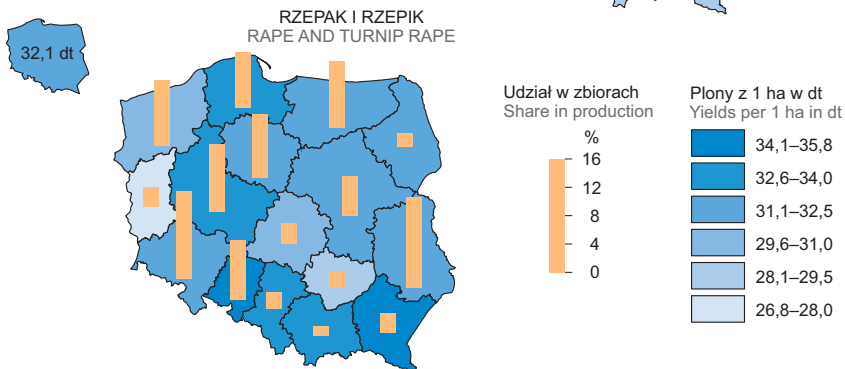 RZEPAK I RZEPIK
RAPE AND TURNIP RAPE
32,1 dt
Udział w zbiorach
Share in production
%
16
12
8
4
0
Plony z 1 ha w dt
Yields per 1 ha in dt
34,1–35,8
32,6–34,0
31,1–32,5
29,6–31,0
28,1–29,5
26,8–28,0